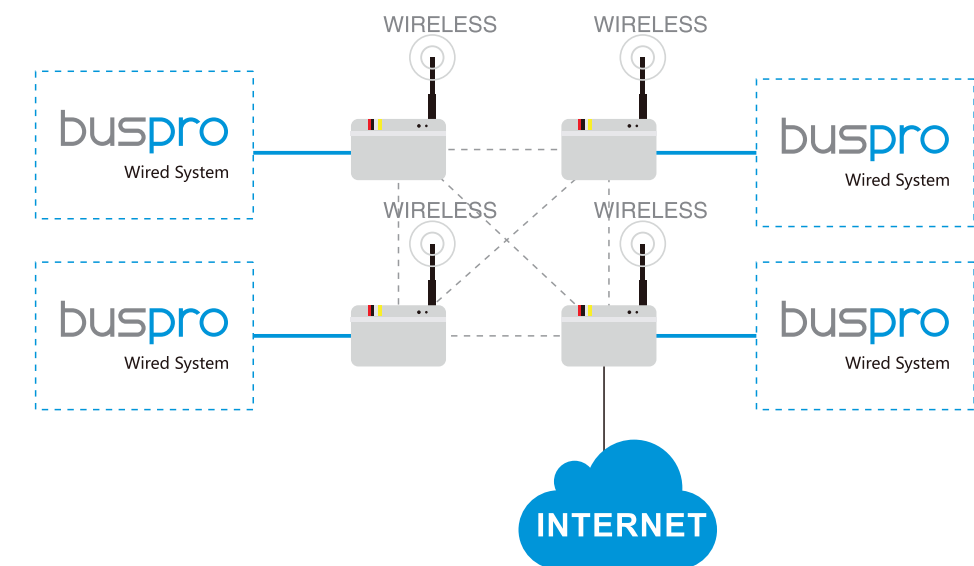 WIRELESS
WIRELESS
buspro
Wired System
buspro
Wired System
WIRELESS
WIRELESS
buspro
Wired System
buspro
Wired System
INTERNET